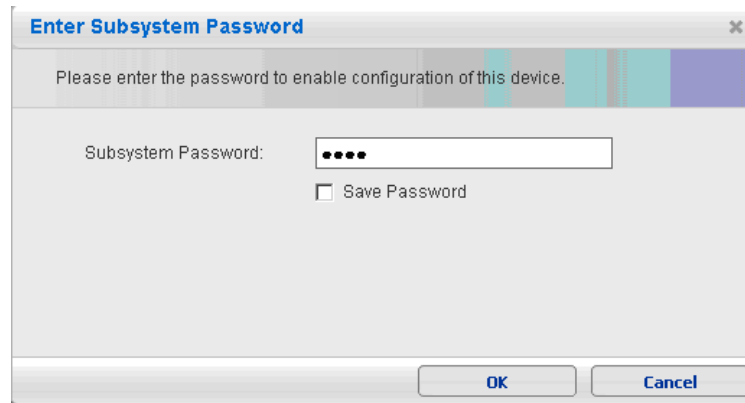 Enter Subsystem Password
Please enter the password to enable configuration of this device.
Subsystem Password: ●●●●
Save Password
OK Cancel